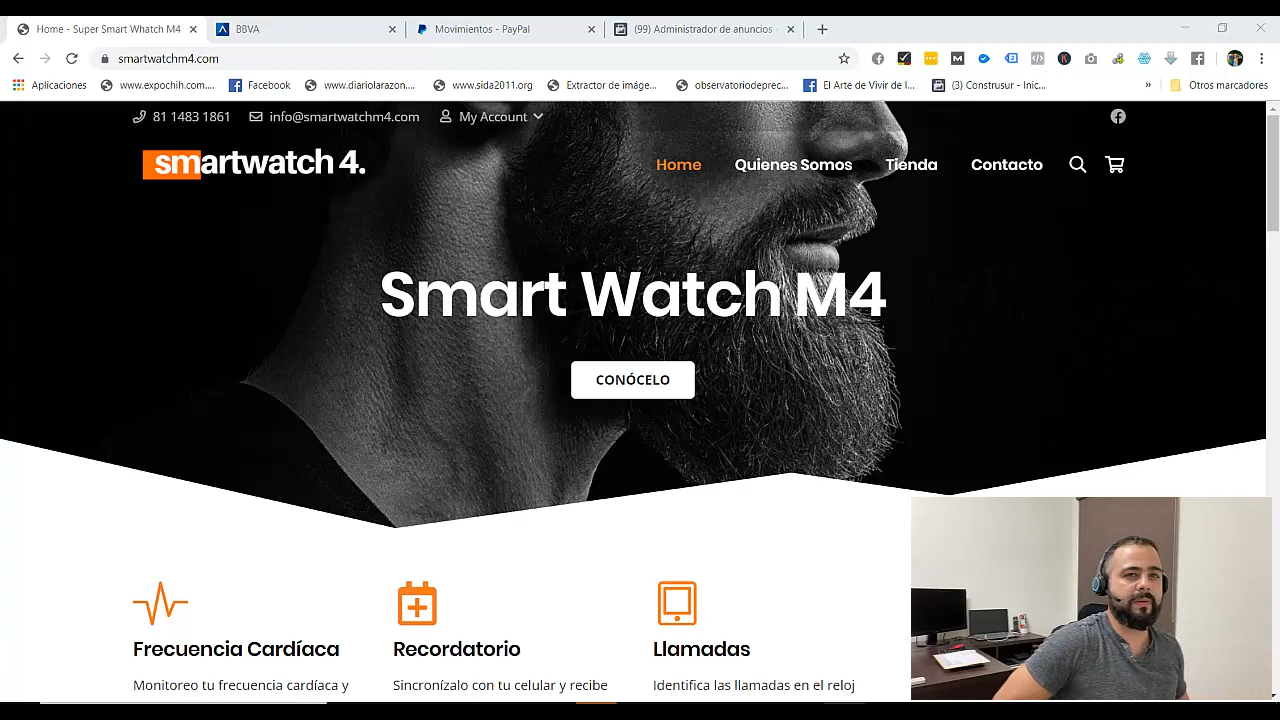 Home - Super Smart Whatch M4
BBVA
Movimientos - PayPal
(99) Administrador de anuncios -
smartwatchm4.com
Aplicaciones
www.expochih.com...
Facebook
www.diariolarazon...
www.asia2011.org
Extractor de imáge...
observatoriodeprec...
El Arte de Vivir de l...
(3) Construsur - Inic...
»
Otros marcadores
81 1483 1861
info@smartwatchm4.com
My Account
smartwatch 4.
Home
Quienes Somos
Tienda
Contacto
Smart Watch M4
CONÓCELO
Frecuencia Cardíaca
Recordatorio
Llamadas
Monitoreo tu frecuencia cardíaca y
Sincronízalo con tu celular y recibe
Identifica las llamadas en el reloj